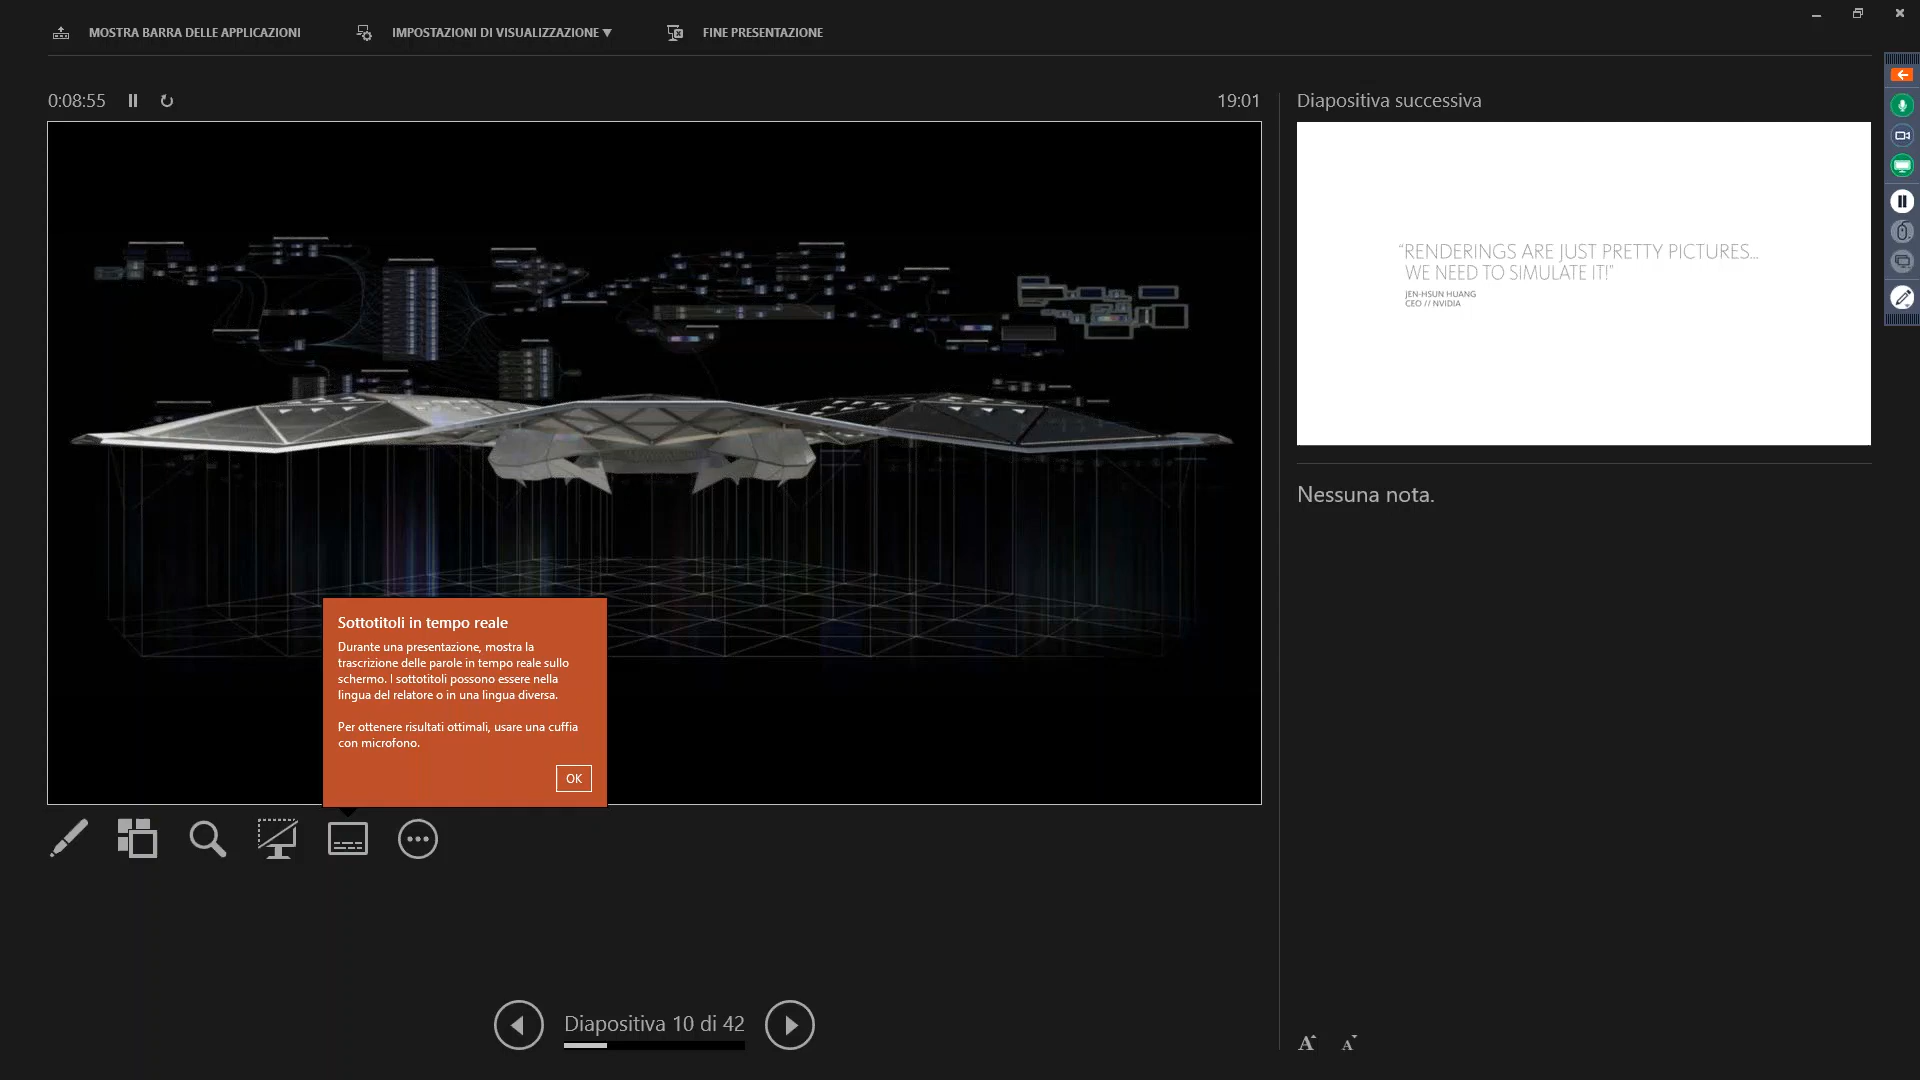 MOSTRA BARRA DELLE APPLICAZIONI
IMPOSTAZIONI DI VISUALIZZAZIONE ▼
FINE PRESENTAZIONE
0:08:55
19:01
Diapositiva successiva
“RENDERINGS ARE JUST PRETTY PICTURES...
WE NEED TO SIMULATE IT!”
JEN-HSUN HUANG
CEO // NVIDIA
Nessuna nota.
Sottotitoli in tempo reale
Durante una presentazione, mostra la
trascrizione delle parole in tempo reale sullo
schermo. I sottotitoli possono essere nella
lingua del relatore o in una lingua diversa.
Per ottenere risultati ottimali, usare una cuffia
con microfono.
OK
Diapositiva 10 di 42
A A